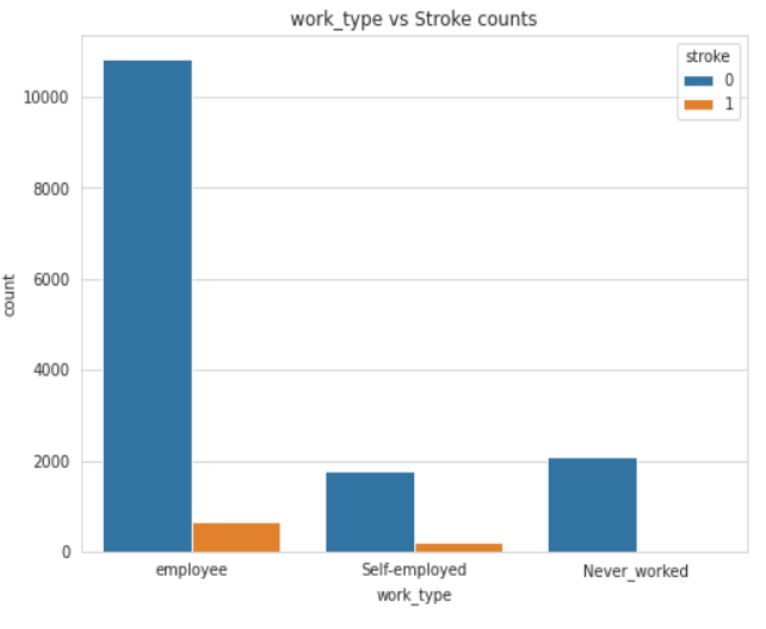 work_type vs Stroke counts
stroke
0
1
10000
8000
6000
4000
2000
0
count
employee Self-employed Never_worked
work_type